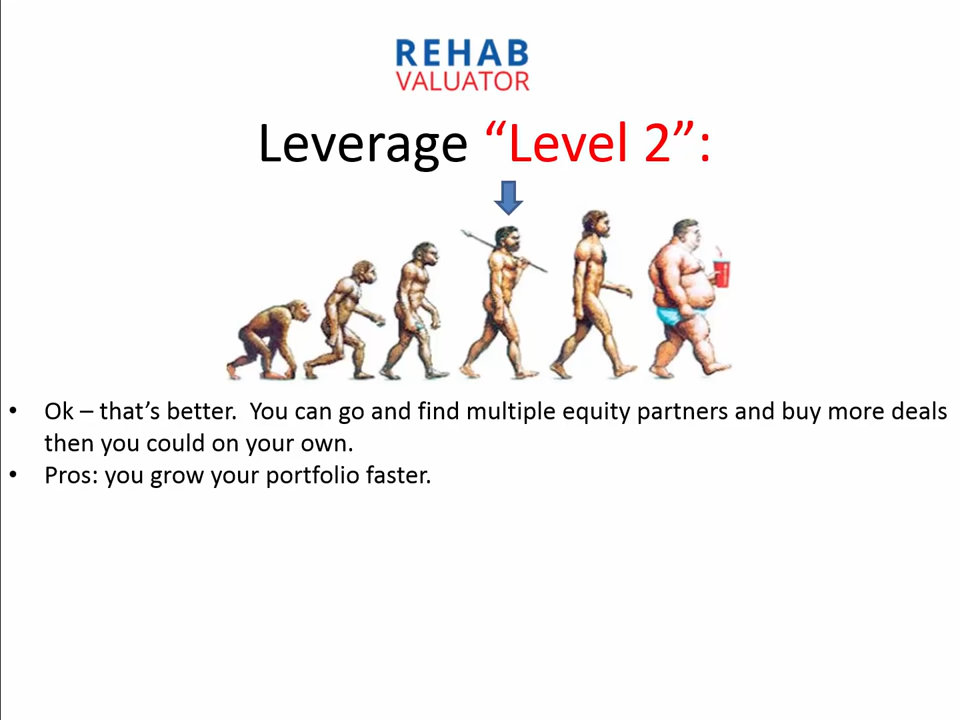 REHAB
VALUATOR
Leverage “Level 2”:
• Ok – that’s better.  You can go and find multiple equity partners and buy more deals
then you could on your own.
• Pros: you grow your portfolio faster.